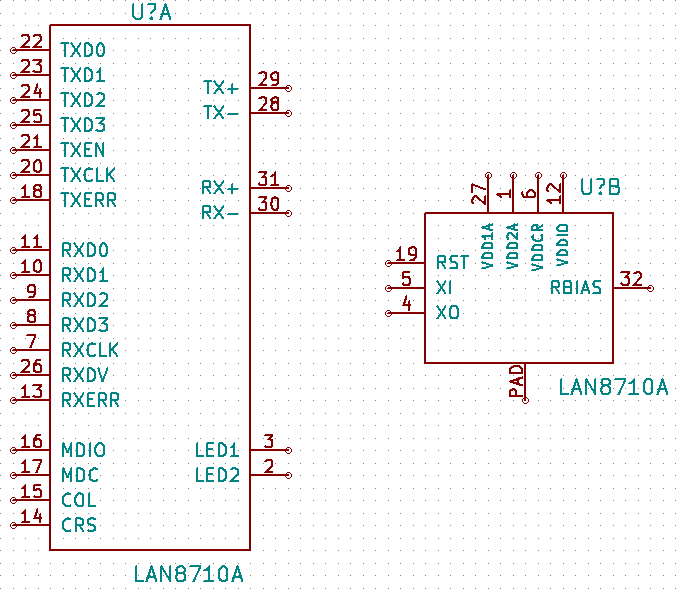 U?A
22 TXD0
23 TXD1
24 TXD2
25 TXD3
21 TXEN
20 TXCLK
18 TXERR
11 RXD0
10 RXD1
9 RXD2
8 RXD3
7 RXCLK
26 RXDV
13 RXERR
16 MDIO
17 MDC
15 COL
14 CRS
TX+ 29
TX- 28
RX+ 31
RX- 30
LED1 3
LED2 2
LAN8710A
U?B
27 VDD1A
1 VDD2A
6 VDDCR
12 VDDIO
19 RST
5 XI
4 XO
RBIAS 32
PAD
LAN8710A